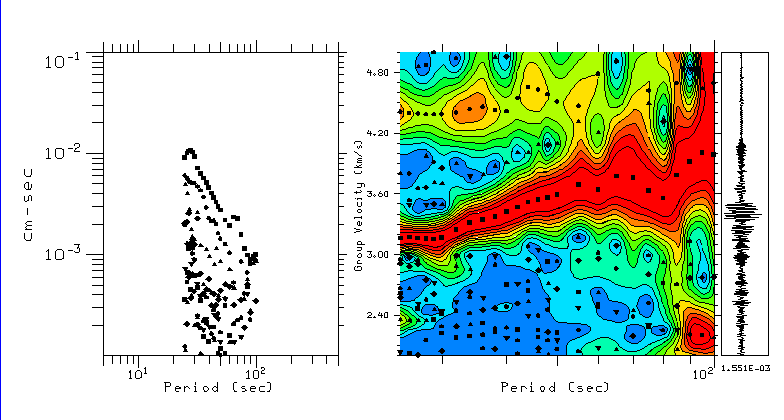 10^-1
10^-2
10^-3
cm-sec
10^1
10^2
Period (sec)
4.80
4.20
3.60
3.00
2.40
Group Velocity (km/s)
10^2
Period (sec)
1.551E-03